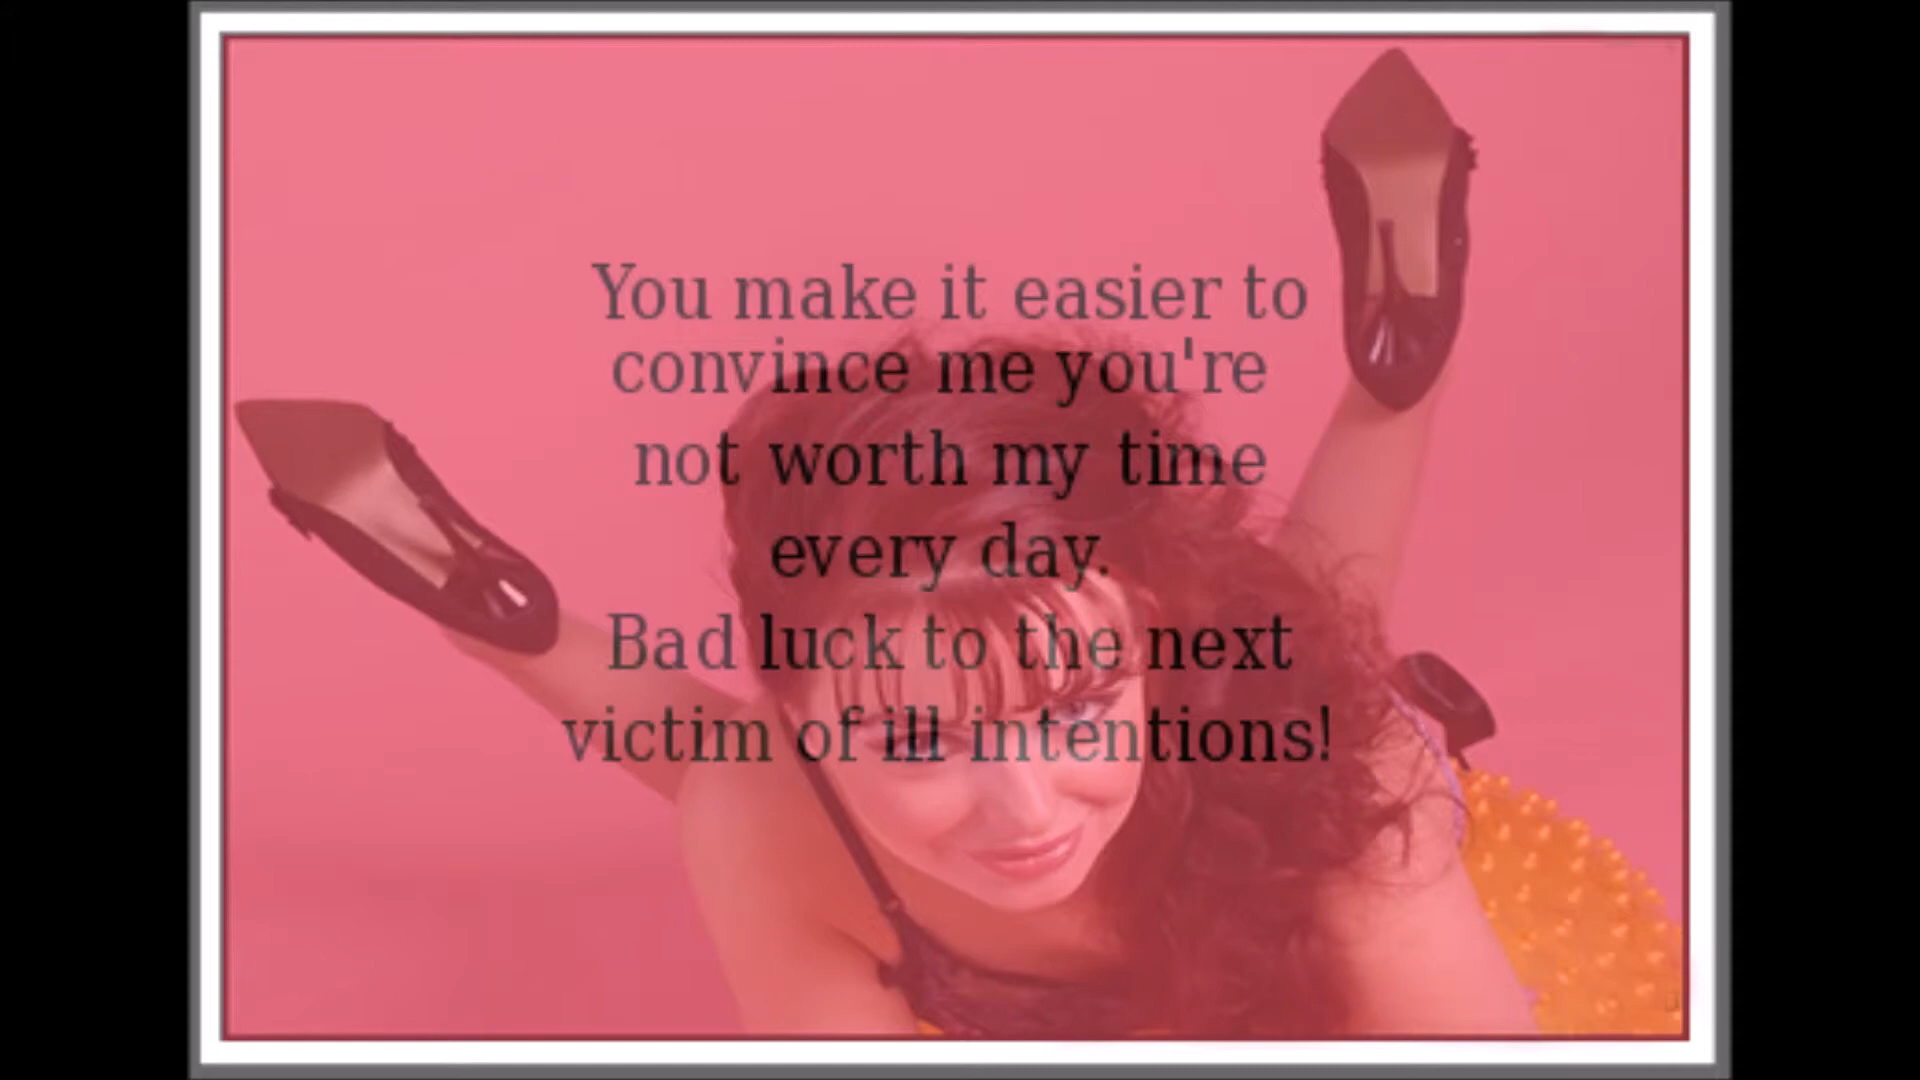 You make it easier to
convince me you're
not worth my time
every day.
Bad luck to the next
victim of ill intentions!